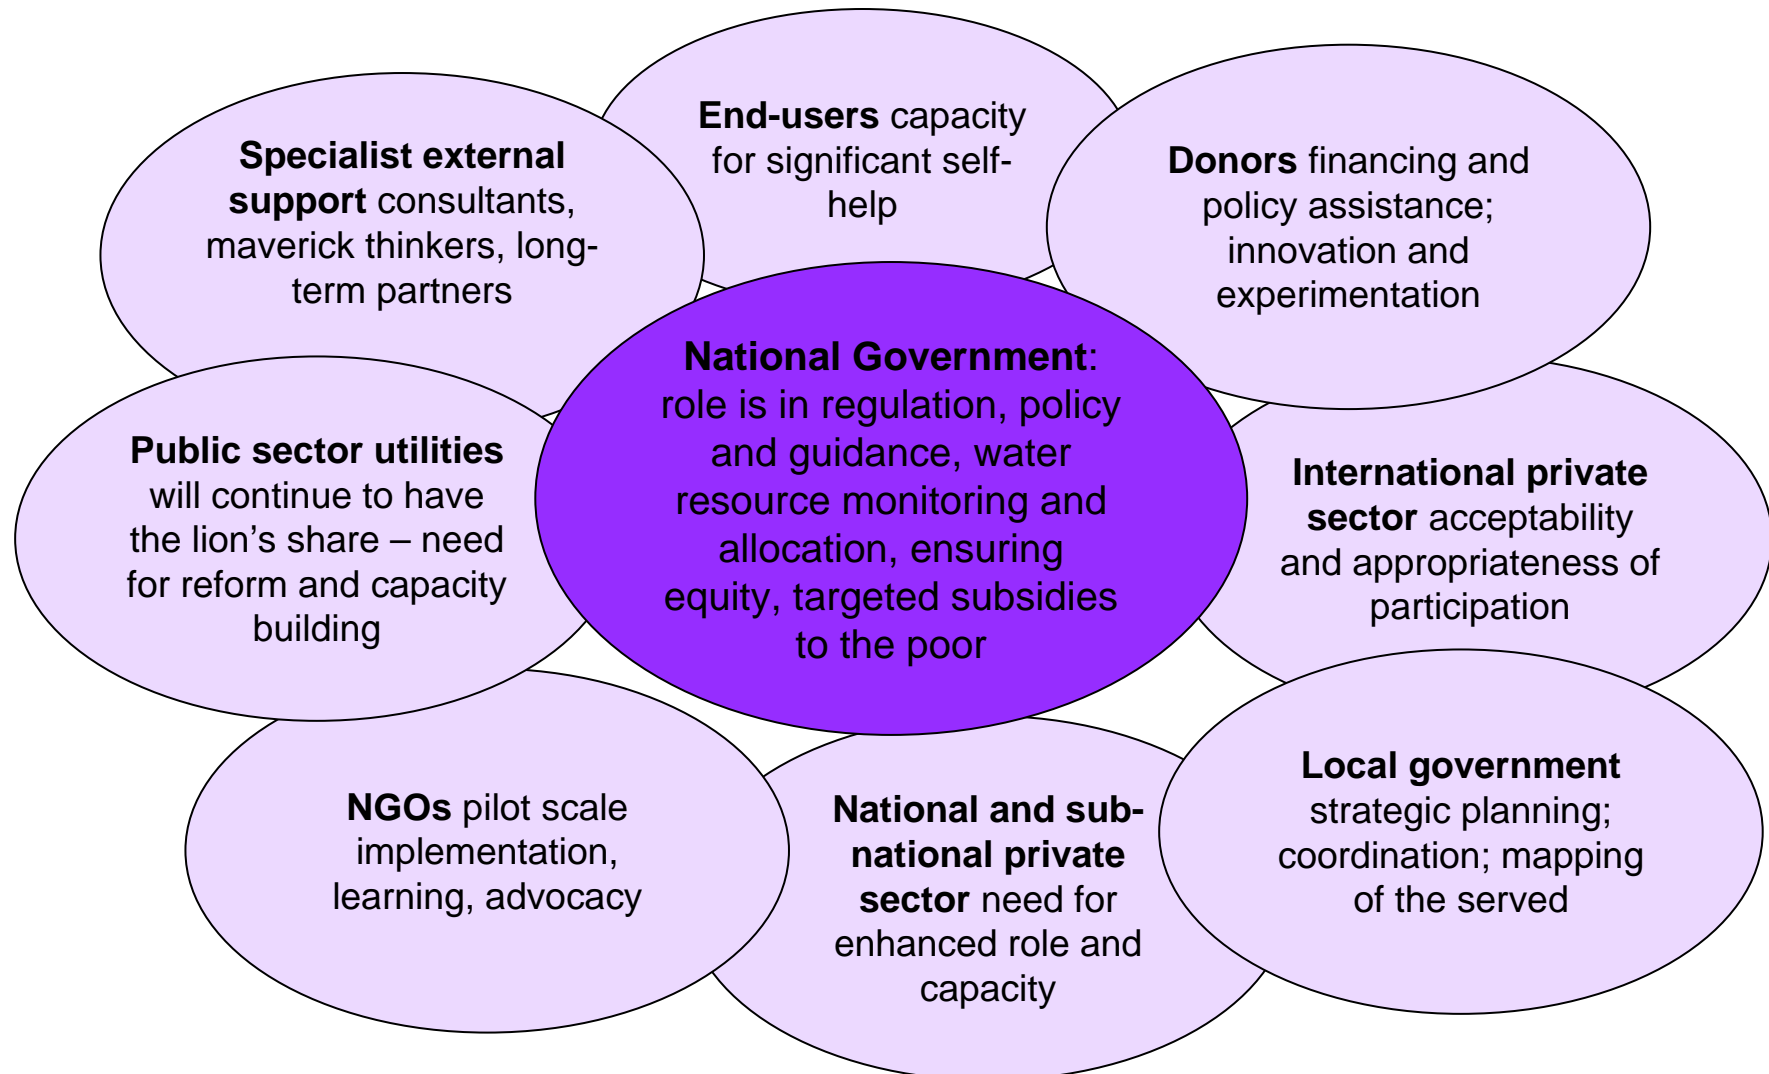 End-users capacity
for significant self-
help
Specialist external
support consultants,
maverick thinkers, long-
term partners
Donors financing and
policy assistance;
innovation and
experimentation
National Government:
role is in regulation, policy
and guidance, water
resource monitoring and
allocation, ensuring
equity, targeted subsidies
to the poor
Public sector utilities
will continue to have
the lion’s share – need
for reform and capacity
building
International private
sector acceptability
and appropriateness of
participation
NGOs pilot scale
implementation,
learning, advocacy
National and sub-
national private
sector need for
enhanced role and
capacity
Local government
strategic planning;
coordination; mapping
of the served